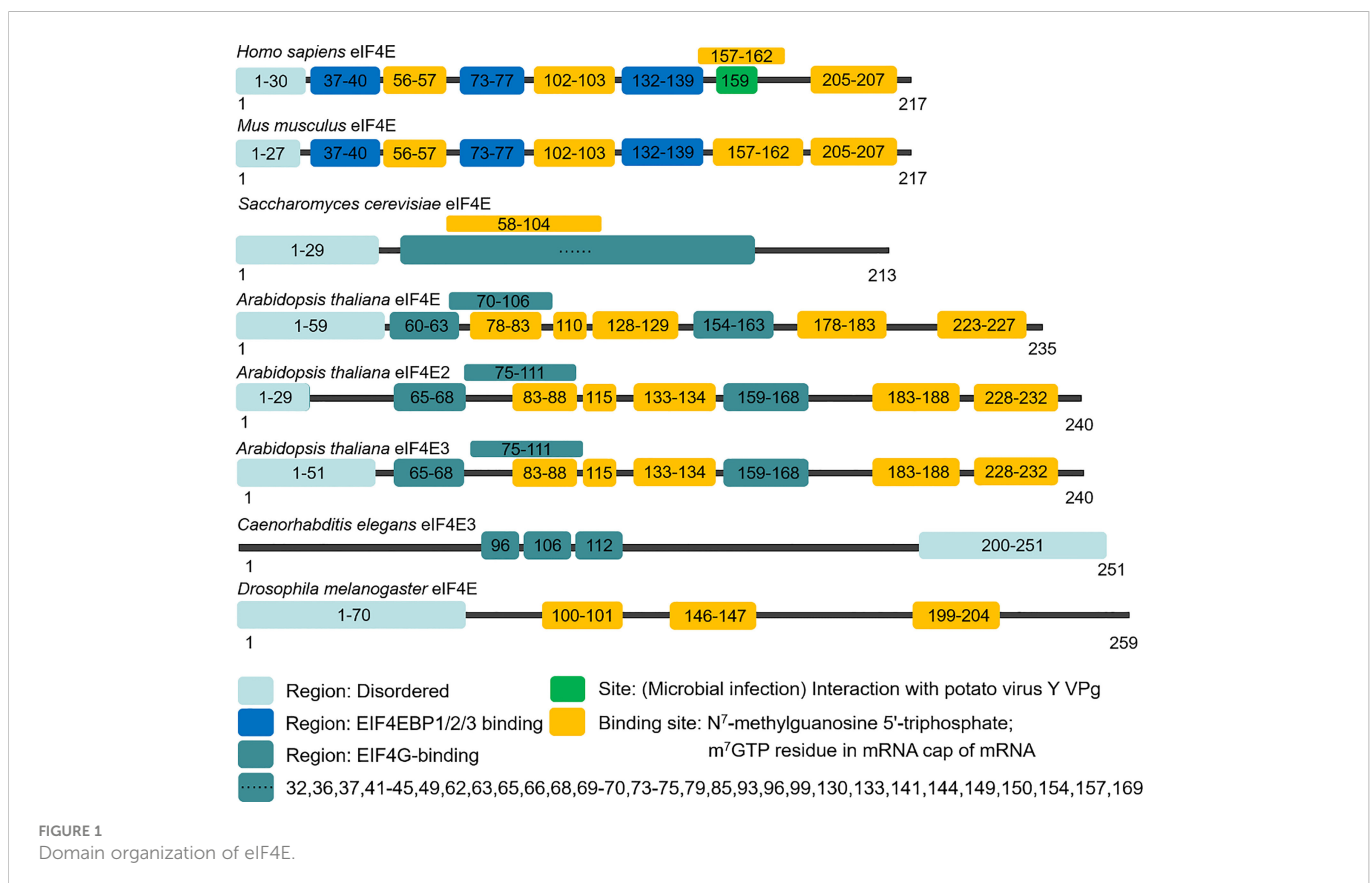 Homo sapiens eIF4E
157-162
1-30 37-40 56-57 73-77 102-103 132-139 159 205-207
1 217
Mus musculus eIF4E
1-27 37-40 56-57 73-77 102-103 132-139 157-162 205-207
1 217
Saccharomyces cerevisiae eIF4E
58-104
1-29 ......
1 213
Arabidopsis thaliana eIF4E 70-106
1-59 60-63 78-83 110 128-129 154-163 178-183 223-227
1 235
Arabidopsis thaliana eIF4E2 75-111
1-29 65-68 83-88 115 133-134 159-168 183-188 228-232
1 240
Arabidopsis thaliana eIF4E3 75-111
1-51 65-68 83-88 115 133-134 159-168 183-188 228-232
1 240
Caenorhabditis elegans eIF4E3
96 106 112 200-251
1 251
Drosophila melanogaster eIF4E
1-70 100-101 146-147 199-204
1 259
Region: Disordered Site: (Microbial infection) Interaction with potato virus Y VPg
Region: EIF4EBP1/2/3 binding Binding site: N⁷-methylguanosine 5'-triphosphate;
m⁷GTP residue in mRNA cap of mRNA
Region: EIF4G-binding
...... 32,36,37,41-45,49,62,63,65,66,68,69-70,73-75,79,85,93,96,99,130,133,141,144,149,150,154,157,169
FIGURE 1
Domain organization of eIF4E.